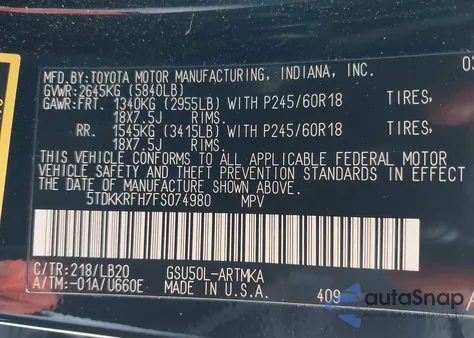 MFD.BY:TOYOTA MOTOR MANUFACTURING, INDIANA, INC. 03
GVWR:2645KG (5840LB)
GAWR:FRT. 1340KG (2955LB) WITH P245/60R18 TIRES,
18X7.5J RIMS.
RR. 1545KG (3415LB) WITH P245/60R18 TIRES,
18X7.5J RIMS.
THIS VEHICLE CONFORMS TO ALL APPLICABLE FEDERAL MOTOR
VEHICLE SAFETY AND THEFT PREVENTION STANDARDS IN EFFECT
THE DATE OF MANUFACTURE SHOWN ABOVE.
5TDKKRFH7FS074980 MPV
C/TR:218/LB20 GSU50L-ARTMKA
A/TM:-01A/U660E MADE IN U.S.A. 409
autaSnap